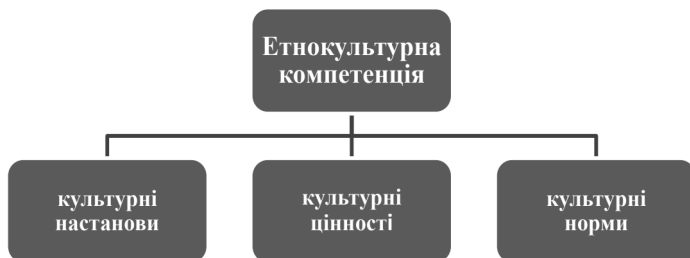 Етнокультурна
компетенція
культурні
настанови
культурні
цінності
культурні
норми